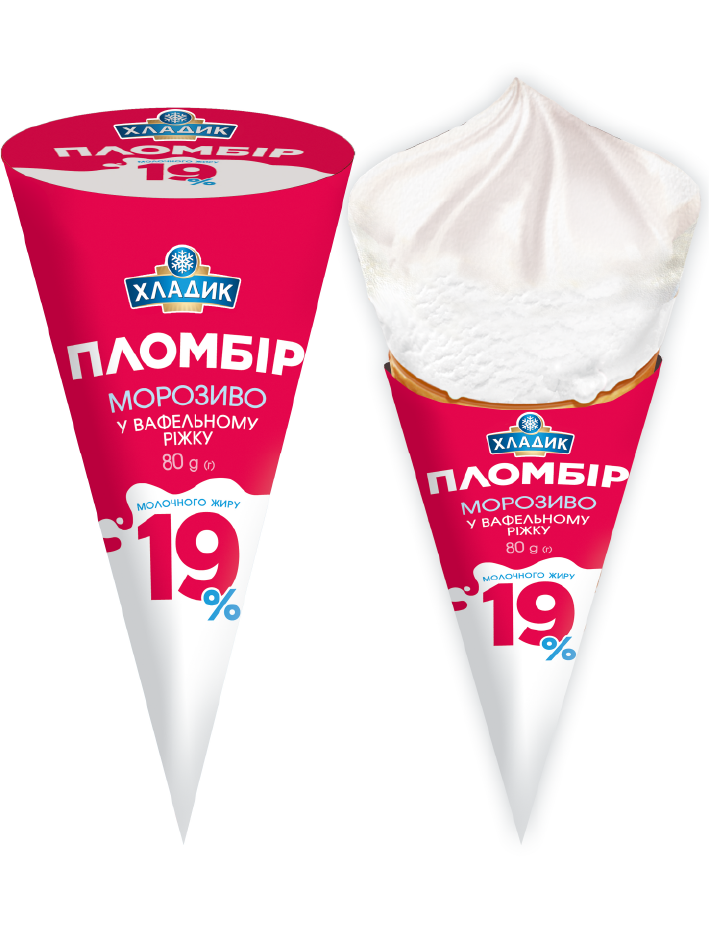 ХЛАДИК
ПЛОМБІР
МОЛОЧНОГО ЖИРУ
19%
ХЛАДИК
ПЛОМБІР
МОРОЗИВО
У ВАФЕЛЬНОМУ
РІЖКУ
80 g (г)
МОЛОЧНОГО ЖИРУ
19%
ХЛАДИК
ПЛОМБІР
МОРОЗИВО
У ВАФЕЛЬНОМУ
РІЖКУ
80 g (г)
МОЛОЧНОГО ЖИРУ
19%